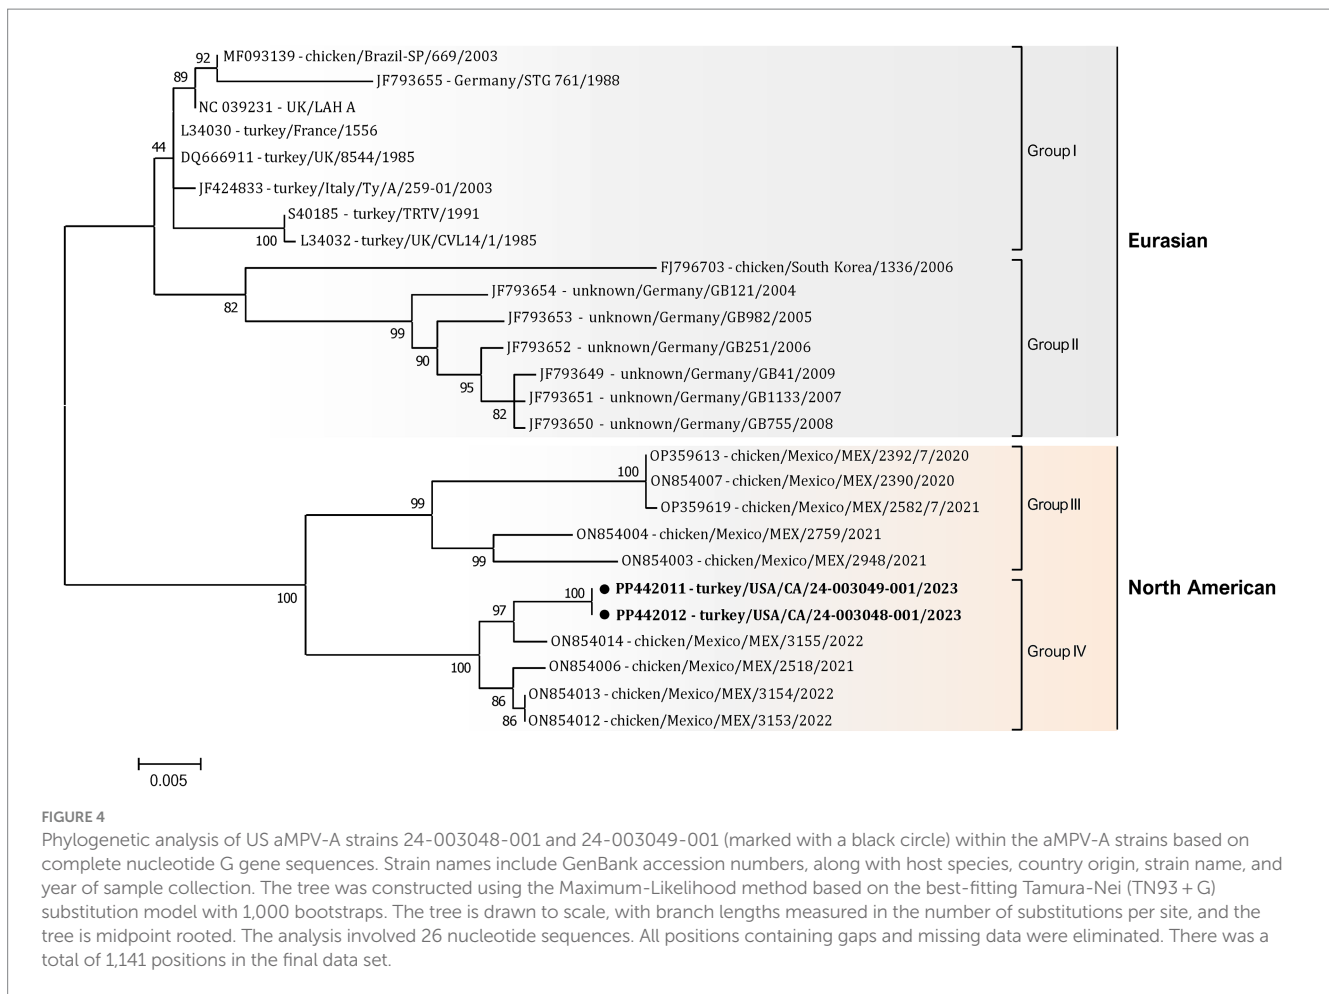 92
MF093139 - chicken/Brazil-SP/669/2003
89
JF793655 - Germany/STG 761/1988
NC 039231 - UK/LAH A
L34030 - turkey/France/1556
44
DQ666911 - turkey/UK/8544/1985
Group I
JF424833 - turkey/Italy/Ty/A/259-01/2003
S40185 - turkey/TRTV/1991
100
L34032 - turkey/UK/CVL14/1/1985
Eurasian
FJ796703 - chicken/South Korea/1336/2006
82
JF793654 - unknown/Germany/GB121/2004
99
JF793653 - unknown/Germany/GB982/2005
90
JF793652 - unknown/Germany/GB251/2006
Group II
95
JF793649 - unknown/Germany/GB41/2009
JF793651 - unknown/Germany/GB1133/2007
82
JF793650 - unknown/Germany/GB755/2008
OP359613 - chicken/Mexico/MEX/2392/7/2020
100
ON854007 - chicken/Mexico/MEX/2390/2020
99
OP359619 - chicken/Mexico/MEX/2582/7/2021
Group III
ON854004 - chicken/Mexico/MEX/2759/2021
99
ON854003 - chicken/Mexico/MEX/2948/2021
100
PP442011 - turkey/USA/CA/24-003049-001/2023
North American
100
97
PP442012 - turkey/USA/CA/24-003048-001/2023
ON854014 - chicken/Mexico/MEX/3155/2022
Group IV
100
ON854006 - chicken/Mexico/MEX/2518/2021
86
ON854013 - chicken/Mexico/MEX/3154/2022
86
ON854012 - chicken/Mexico/MEX/3153/2022
0.005
FIGURE 4
Phylogenetic analysis of US aMPV-A strains 24-003048-001 and 24-003049-001 (marked with a black circle) within the aMPV-A strains based on
complete nucleotide G gene sequences. Strain names include GenBank accession numbers, along with host species, country origin, strain name, and
year of sample collection. The tree was constructed using the Maximum-Likelihood method based on the best-fitting Tamura-Nei (TN93 + G)
substitution model with 1,000 bootstraps. The tree is drawn to scale, with branch lengths measured in the number of substitutions per site, and the
tree is midpoint rooted. The analysis involved 26 nucleotide sequences. All positions containing gaps and missing data were eliminated. There was a
total of 1,141 positions in the final data set.